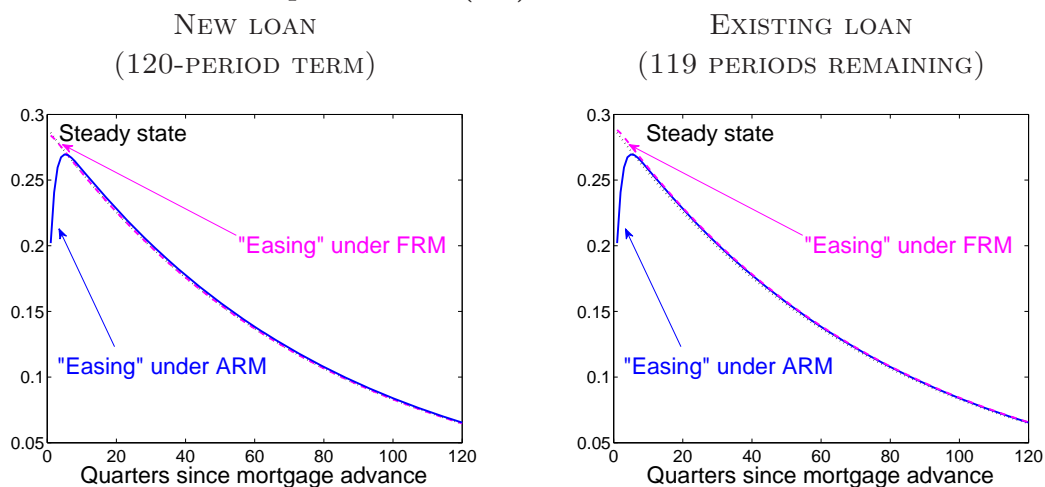 NEW LOAN
(120-PERIOD TERM)
0.3
0.25
0.2
0.15
0.1
0.05
Steady state
"Easing" under FRM
"Easing" under ARM
0 20 40 60 80 100 120
Quarters since mortgage advance
EXISTING LOAN
(119 PERIODS REMAINING)
0.3
0.25
0.2
0.15
0.1
0.05
Steady state
"Easing" under FRM
"Easing" under ARM
0 20 40 60 80 100 120
Quarters since mortgage advance